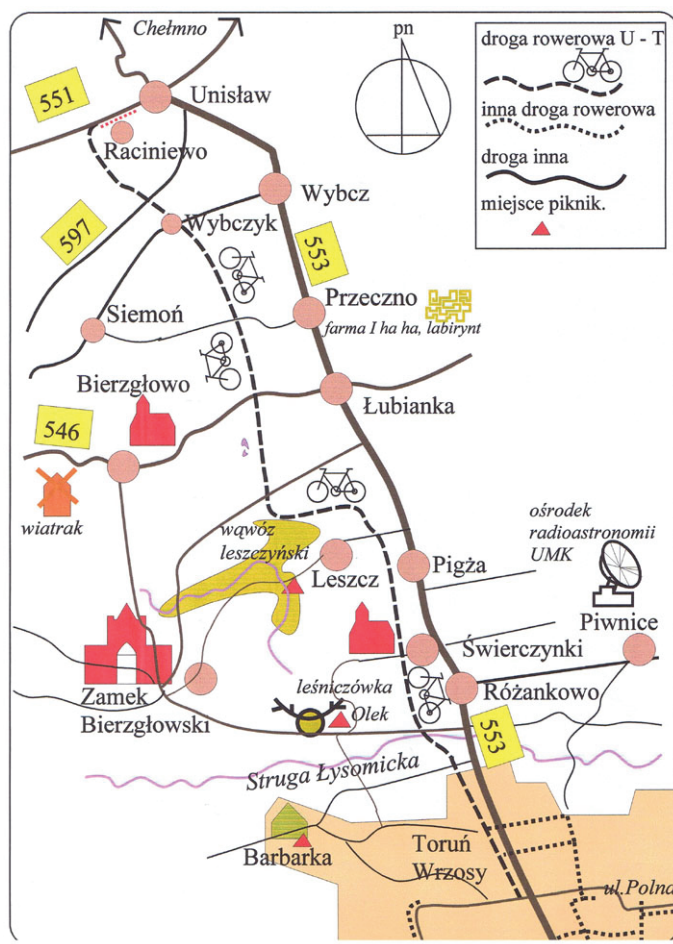 Chełmno
pn
droga rowerowa U - T
inna droga rowerowa
droga inna
miejsce piknik.
551
Unisław
Raciniewo
Wybcz
Wybczyk
597
553
Siemoń
Przeczno
farma I ha ha, labirynt
Bierzgłowo
Łubianka
546
wiatrak
wąwóz
leszczyński
Leszcz
Pigża
ośrodek
radioastronomii
UMK
Piwnice
Świerczynki
Zamek
Bierzgłowski
leśniczówka
Olek
Różankowo
553
Struga Łysomicka
Barbarka
Toruń
Wrzosy
ul.Polna